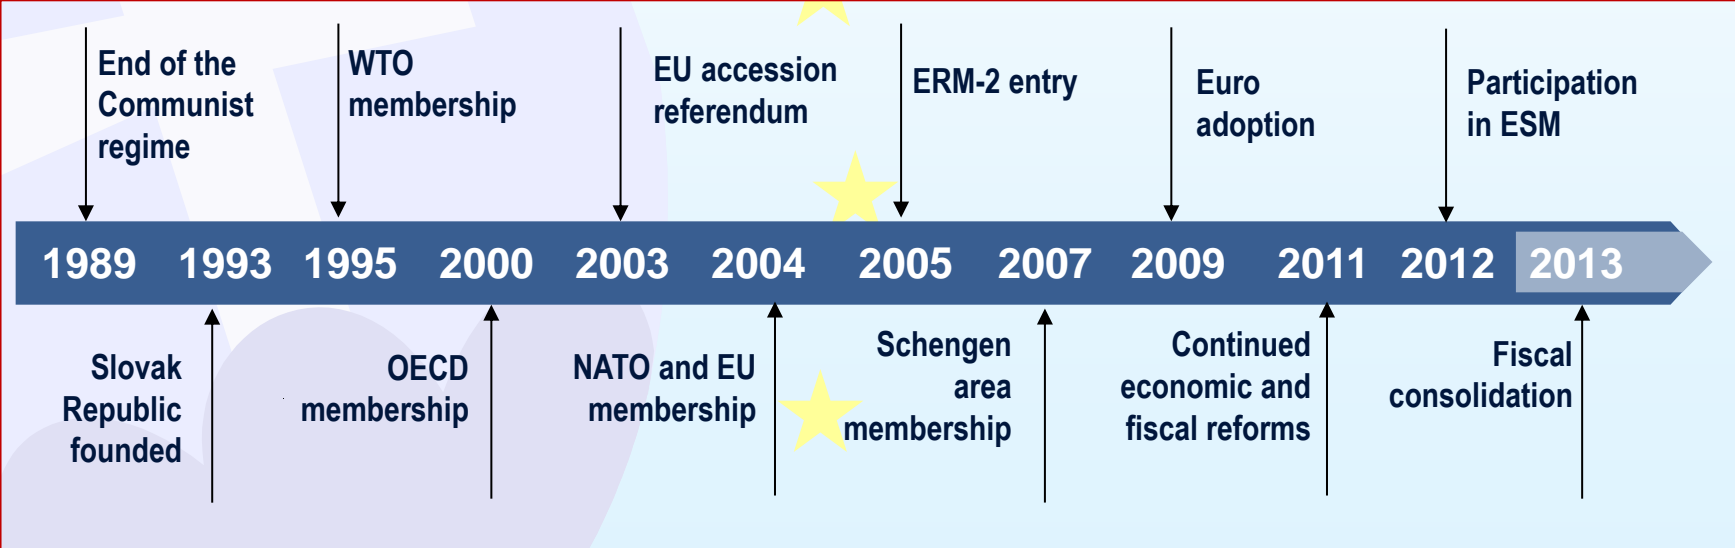 End of the
Communist
regime
WTO
membership
EU accession
referendum
ERM-2 entry
Euro
adoption
Participation
in ESM
1989 1993 1995 2000 2003 2004 2005 2007 2009 2011 2012 2013
Slovak
Republic
founded
OECD
membership
NATO and EU
membership
Schengen
area
membership
Continued
economic and
fiscal reforms
Fiscal
consolidation